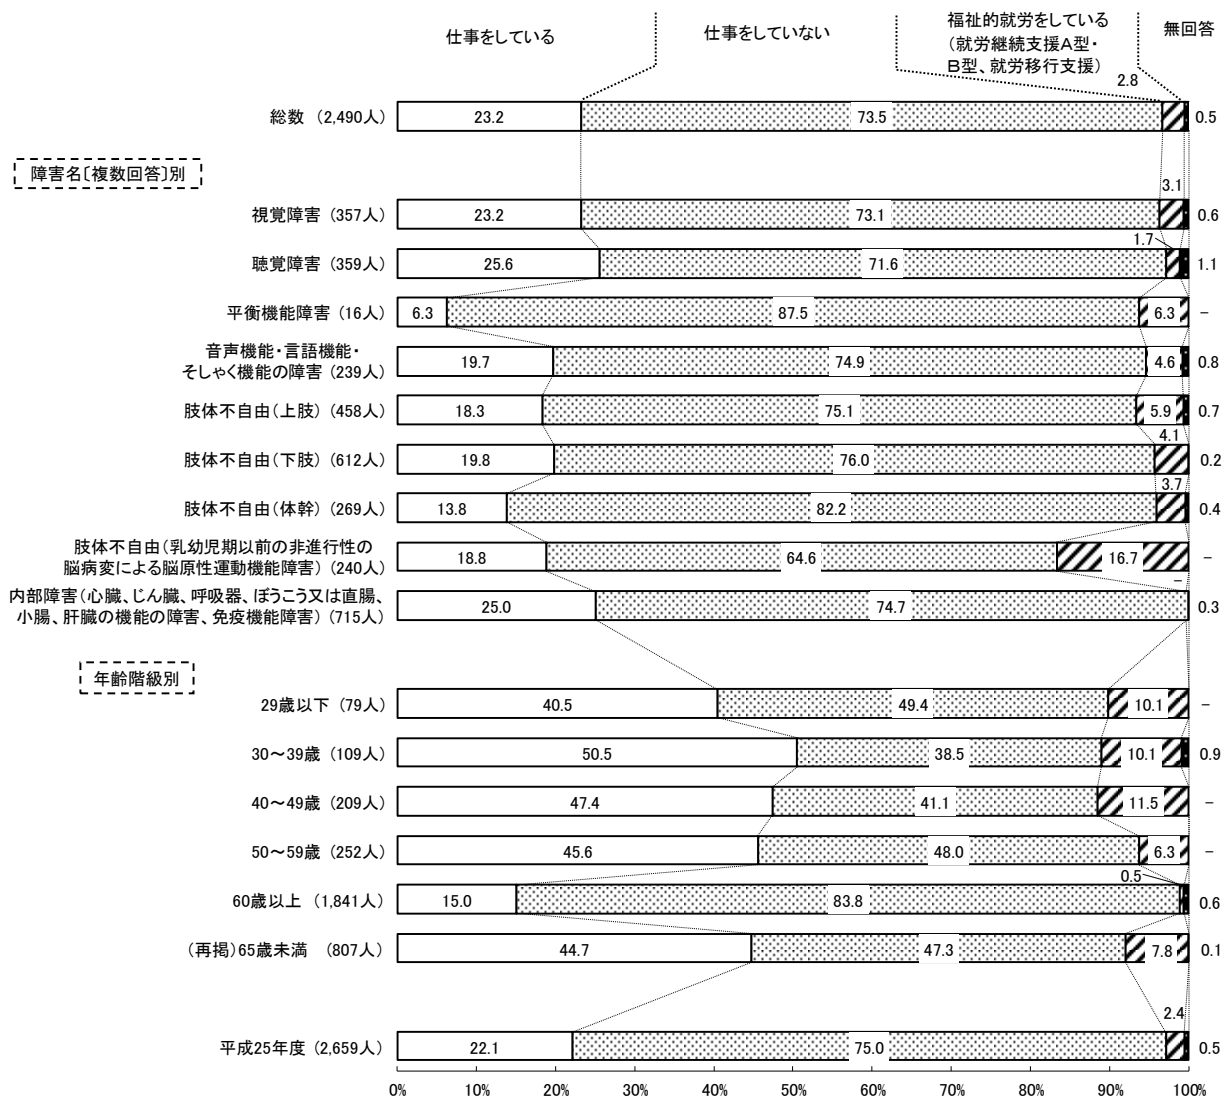 仕事をしている
仕事をしていない
福祉的就労をしている
(就労継続支援A型・
B型、就労移行支援)
無回答
2.8
総数 (2,490人) 23.2 73.5 0.5
障害名〔複数回答〕別
3.1
視覚障害 (357人) 23.2 73.1 0.6
1.7
聴覚障害 (359人) 25.6 71.6 1.1
平衡機能障害 (16人) 6.3 87.5 6.3 -
音声機能・言語機能・
そしゃく機能の障害 (239人) 19.7 74.9 4.6 0.8
肢体不自由(上肢) (458人) 18.3 75.1 5.9 0.7
4.1
肢体不自由(下肢) (612人) 19.8 76.0 0.2
3.7
肢体不自由(体幹) (269人) 13.8 82.2 0.4
肢体不自由(乳幼児期以前の非進行性の
脳病変による脳原性運動機能障害) (240人) 18.8 64.6 16.7 -
-
内部障害(心臓、じん臓、呼吸器、ぼうこう又は直腸、
小腸、肝臓の機能の障害、免疫機能障害) (715人) 25.0 74.7 0.3
年齢階級別
29歳以下 (79人) 40.5 49.4 10.1 -
30~39歳 (109人) 50.5 38.5 10.1 0.9
40~49歳 (209人) 47.4 41.1 11.5 -
50~59歳 (252人) 45.6 48.0 6.3 -
0.5
60歳以上 (1,841人) 15.0 83.8 0.6
(再掲)65歳未満 (807人) 44.7 47.3 7.8 0.1
2.4
平成25年度 (2,659人) 22.1 75.0 0.5
0% 10% 20% 30% 40% 50% 60% 70% 80% 90% 100%